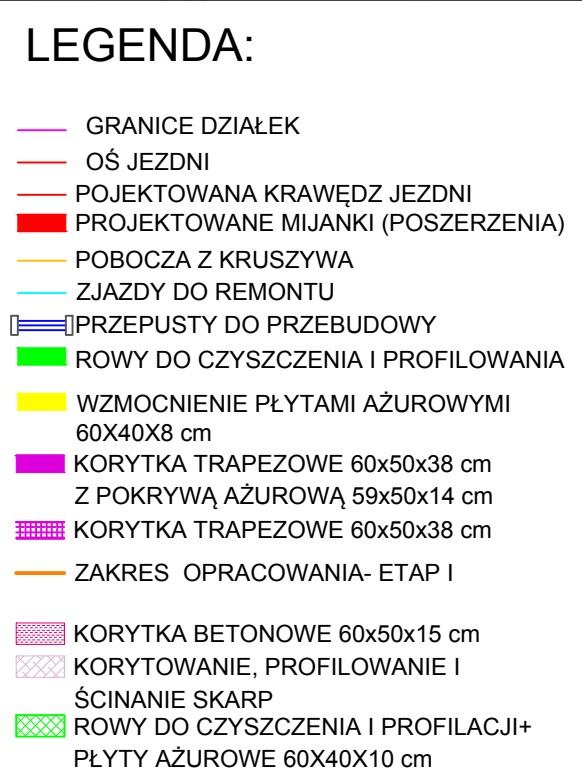 LEGENDA:
GRANICE DZIAŁEK
OŚ JEZDNI
POJEKTOWANA KRAWĘDZ JEZDNI
PROJEKTOWANE MIJANKI (POSZERZENIA)
POBOCZA Z KRUSZYWA
ZJAZDY DO REMONTU
PRZEPUSTY DO PRZEBUDOWY
ROWY DO CZYSZCZENIA I PROFILOWANIA
WZMOCNIENIE PŁYTAMI AŻUROWYMI
60X40X8 cm
KORYTKA TRAPEZOWE 60x50x38 cm
Z POKRYWĄ AŻUROWĄ 59x50x14 cm
KORYTKA TRAPEZOWE 60x50x38 cm
ZAKRES OPRACOWANIA- ETAP I
KORYTKA BETONOWE 60x50x15 cm
KORYTOWANIE, PROFILOWANIE I
ŚCINANIE SKARP
ROWY DO CZYSZCZENIA I PROFILACJI+
PŁYTY AŻUROWE 60X40X10 cm